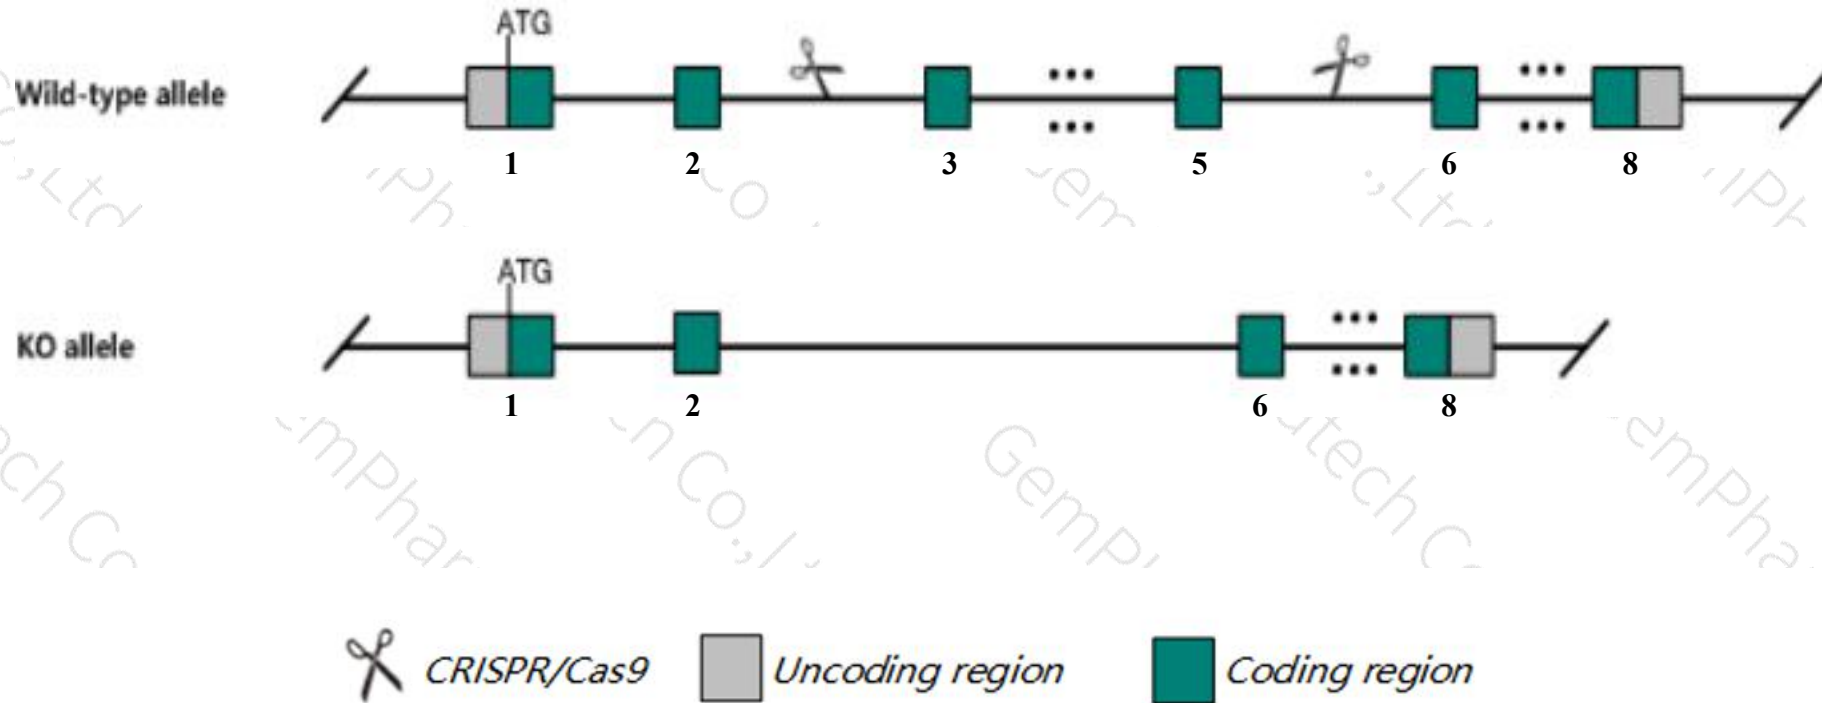 ATG
Wild-type allele
1 2 3 5 6 8
ATG
KO allele
1 2 6 8
CRISPR/Cas9 Uncoding region Coding region